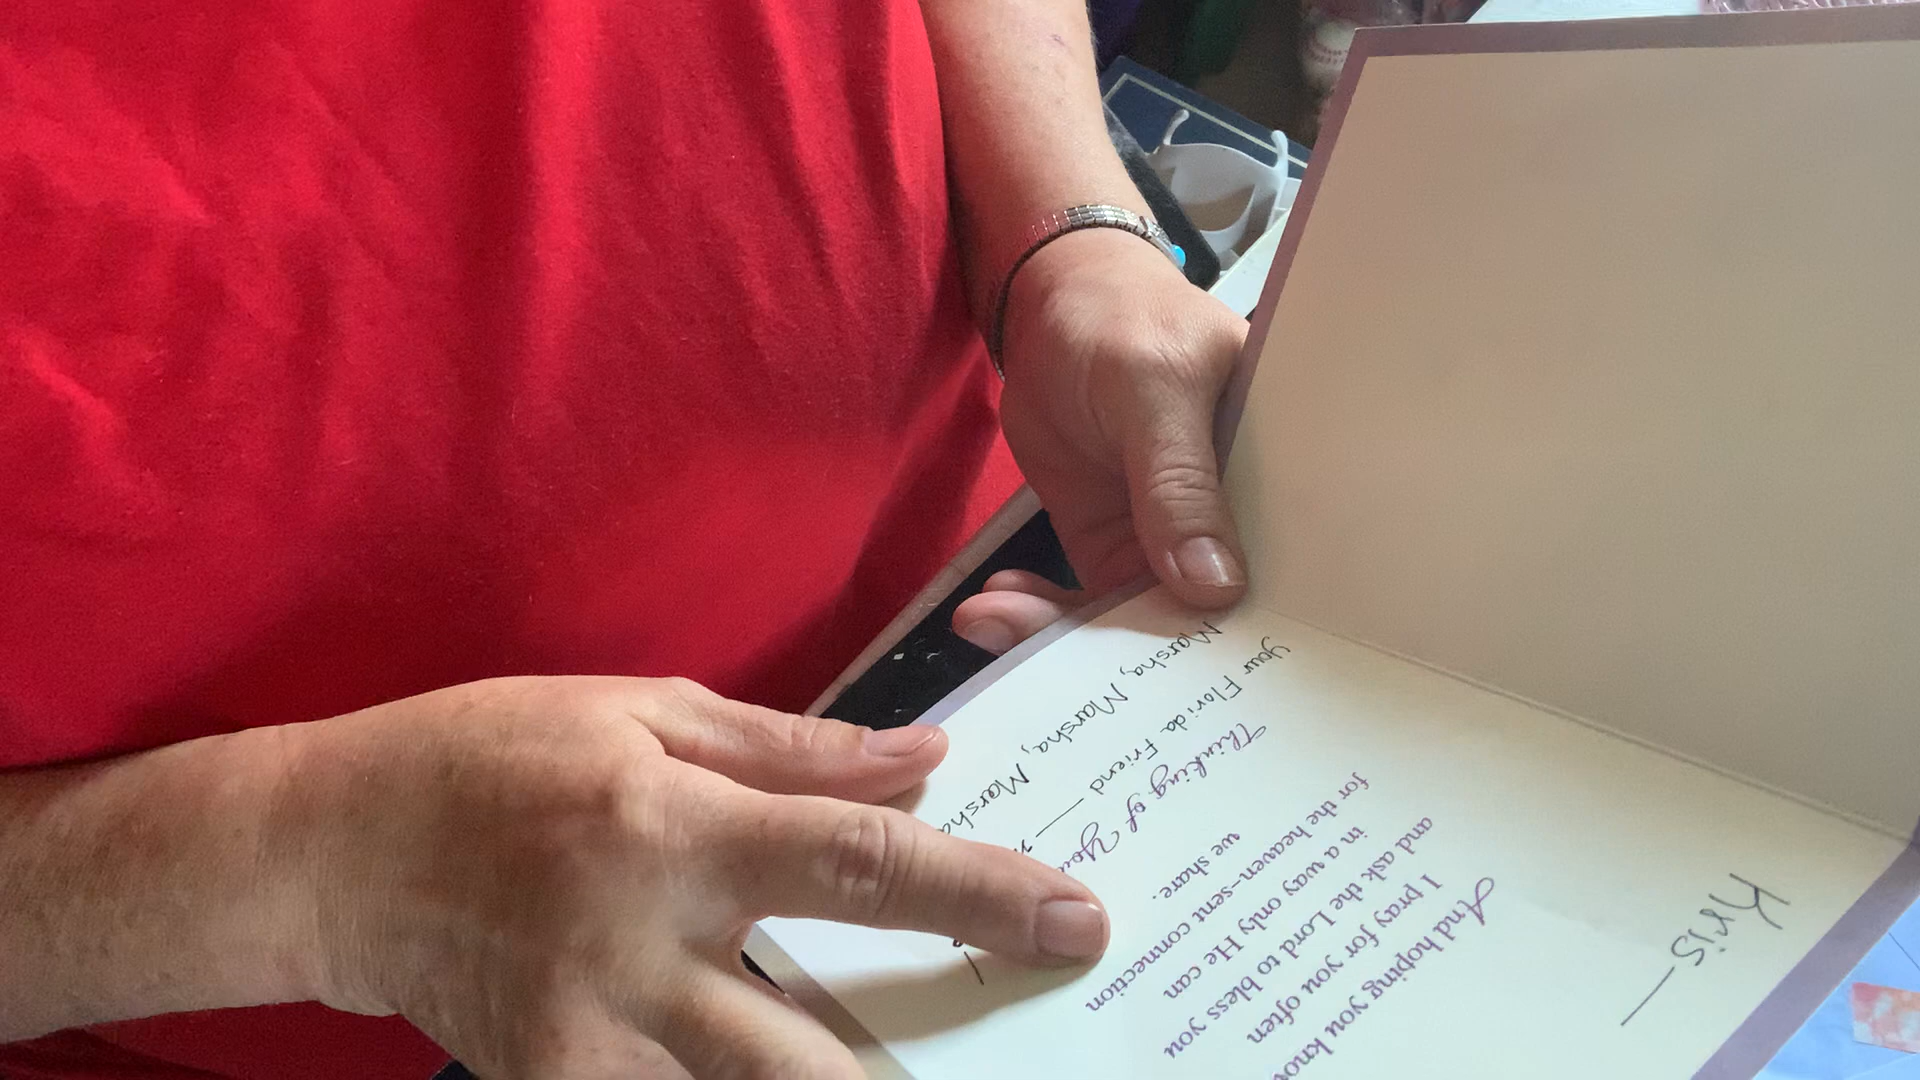 Kris—
And hoping you know
I pray for you often
and ask the Lord to bless you
in a way only He can
for the heaven-sent connection
we share.
Thinking of You
your Florida Friend —
Marsha, Marsha, Marsha